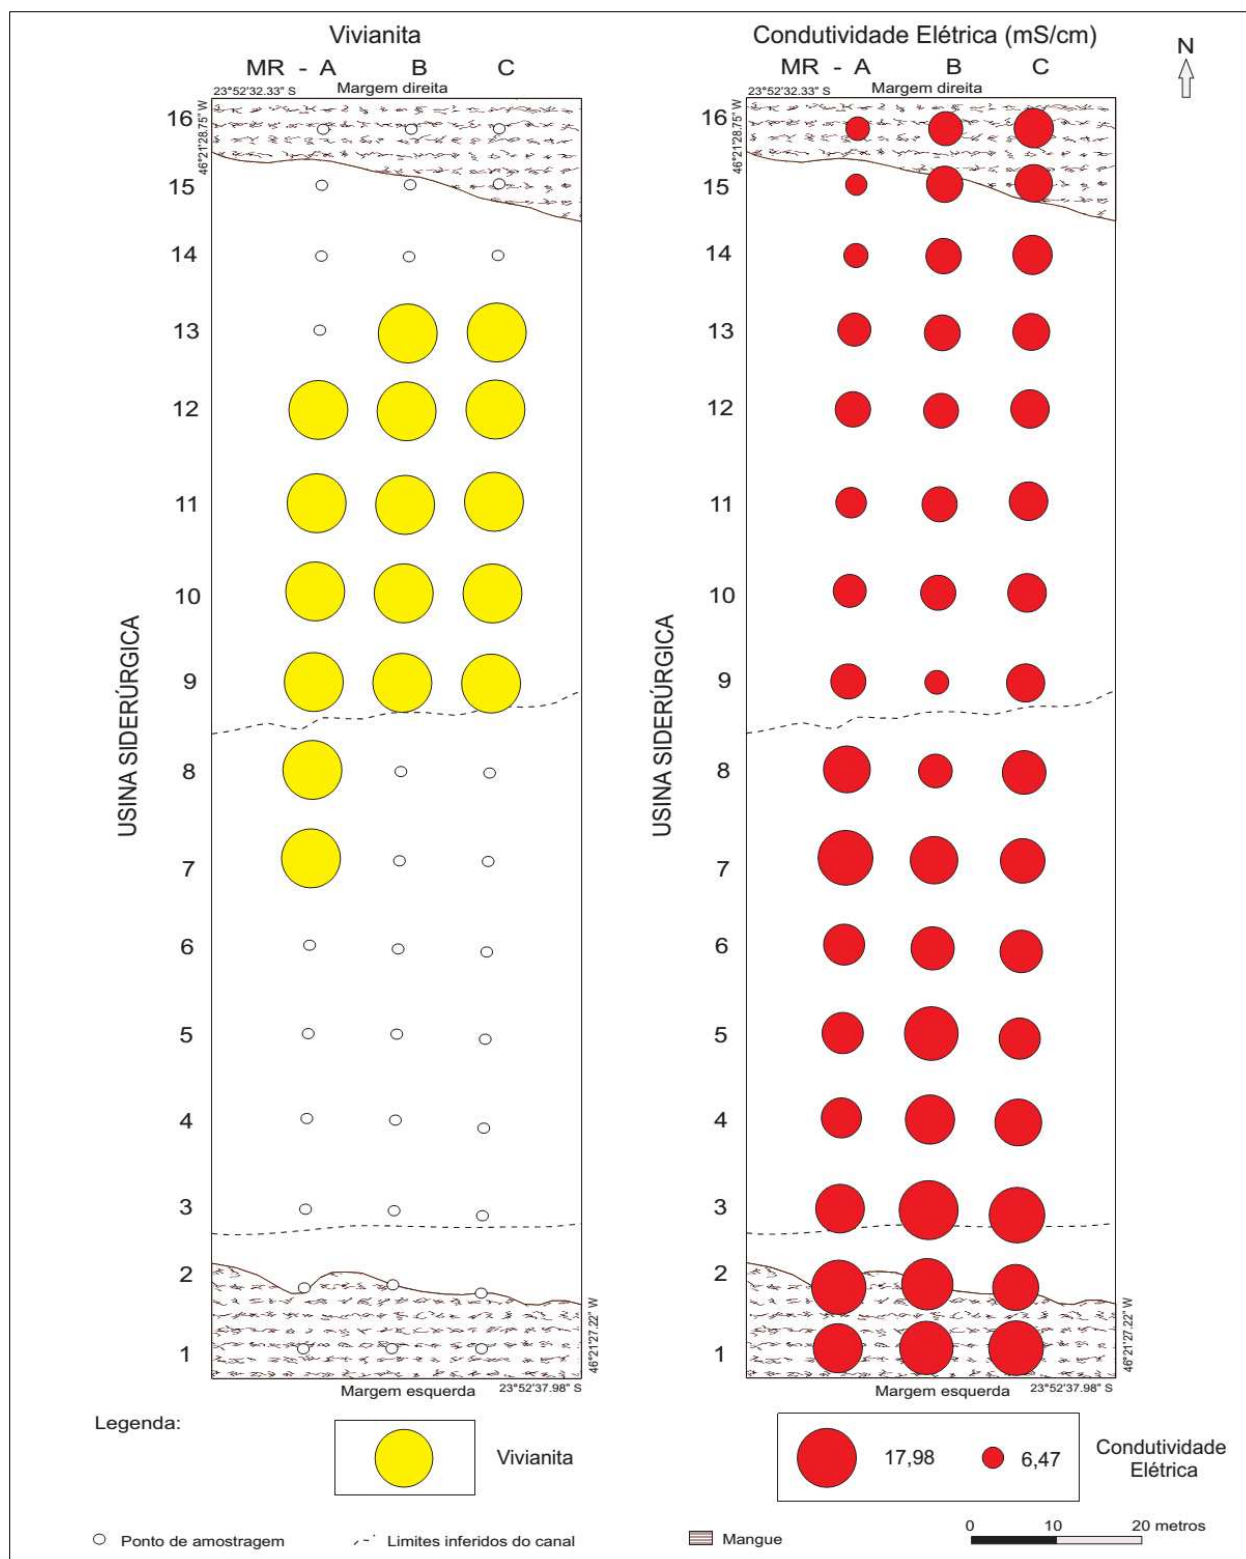 Vivianita
MR - A B C
23°52'32.33" S Margem direita
46°21'28.75" W
16
15
14
13
12
11
10
9
8
7
6
5
4
3
2
1
USINA SIDERÚRGICA
46°21'27.22" W
Margem esquerda 23°52'37.98" S
Condutividade Elétrica (mS/cm)
MR - A B C
23°52'32.33" S Margem direita
46°21'28.75" W
N
16
15
14
13
12
11
10
9
8
7
6
5
4
3
2
1
USINA SIDERÚRGICA
46°21'27.22" W
Margem esquerda 23°52'37.98" S
Legenda:
Vivianita
17,98 6,47 Condutividade
Elétrica
Ponto de amostragem Limites inferidos do canal Mangue
0 10 20 metros